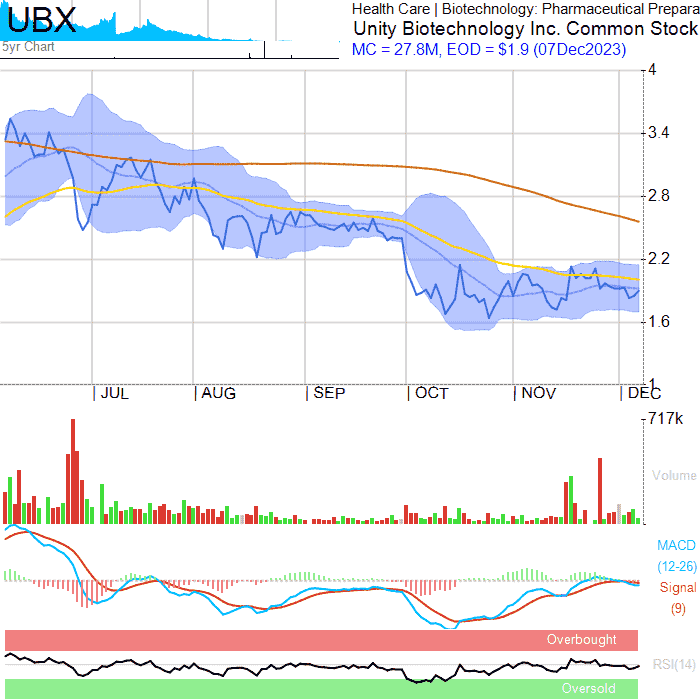 UBX
5yr Chart
Health Care | Biotechnology: Pharmaceutical Prepara
Unity Biotechnology Inc. Common Stock
MC = 27.8M, EOD = $1.9 (07Dec2023)
4
3.4
2.8
2.2
1.6
1
JUL AUG SEP OCT NOV DEC
717k
Volume
MACD
(12-26)
Signal
(9)
Overbought
RSI(14)
Oversold